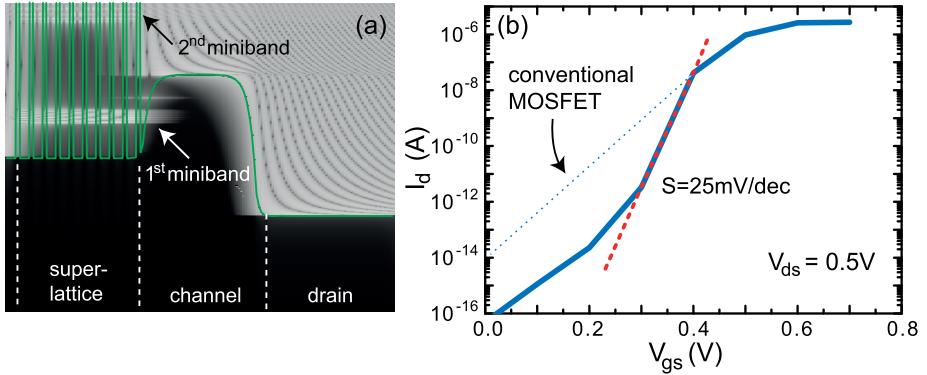 (a)
2nd miniband
1st miniband
super-
lattice
channel
drain
(b)
conventional
MOSFET
S=25mV/dec
Vds = 0.5V
Id (A)
10-6
10-8
10-10
10-12
10-14
10-16
0.0
0.2
0.4
0.6
0.8
Vgs (V)